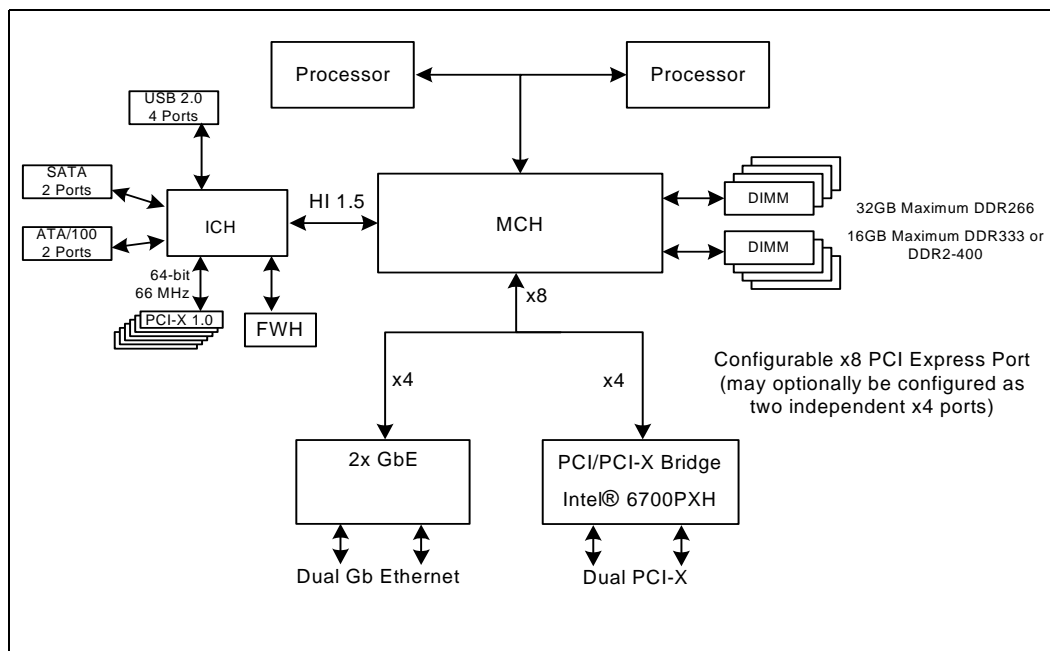 Processor
Processor
USB 2.0
4 Ports
SATA
2 Ports
ATA/100
2 Ports
ICH
HI 1.5
MCH
DIMM
DIMM
32GB Maximum DDR266
16GB Maximum DDR333 or
DDR2-400
64-bit
66 MHz
PCI-X 1.0
FWH
x8
x4
x4
Configurable x8 PCI Express Port
(may optionally be configured as
two independent x4 ports)
2x GbE
PCI/PCI-X Bridge
Intel® 6700PXH
Dual Gb Ethernet
Dual PCI-X